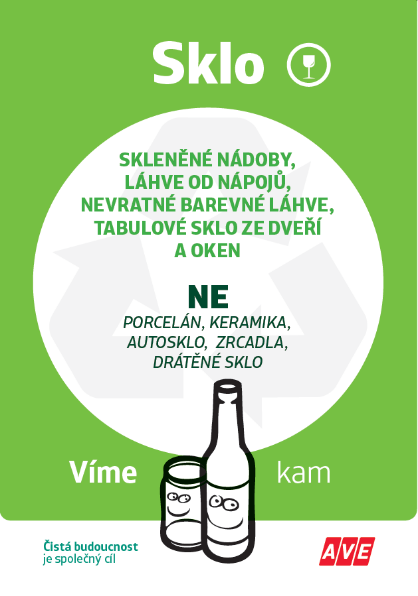 Sklo
SKLENĚNÉ NÁDOBY,
LÁHVE OD NÁPOJŮ,
NEVRATNÉ BAREVNÉ LÁHVE,
TABULOVÉ SKLO ZE DVEŘÍ
A OKEN
NE
PORCELÁN, KERAMIKA,
AUTOSKLO, ZRCADLA,
DRÁTĚNÉ SKLO
Víme kam
Čistá budoucnost
je společný cíl
AVE